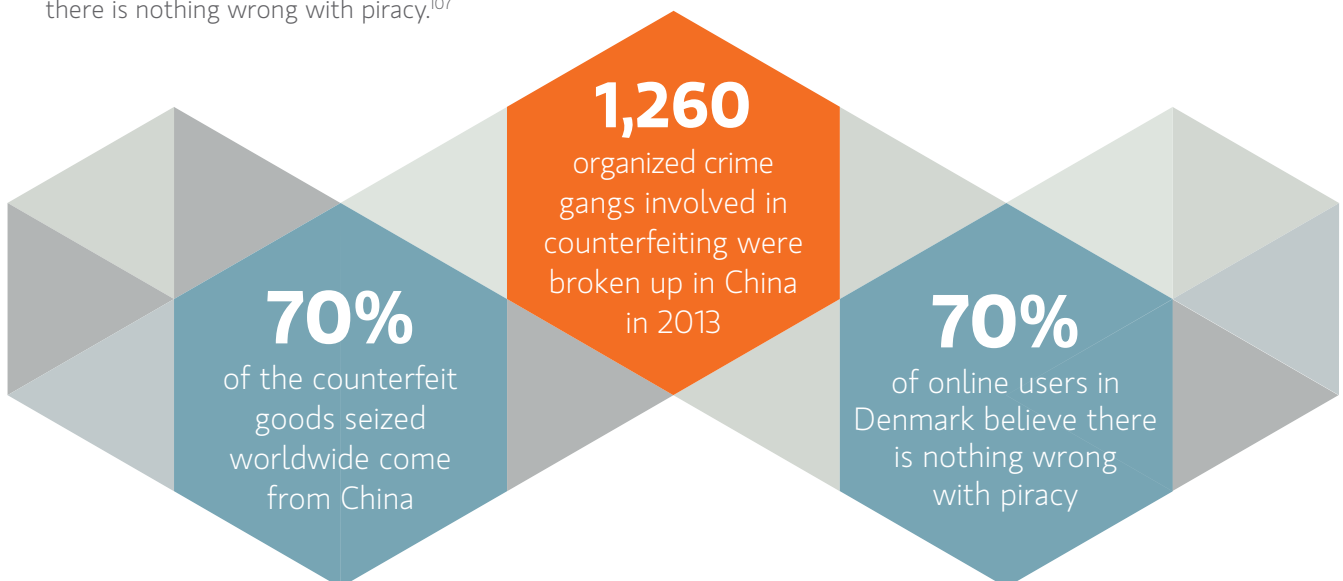 there is nothing wrong with piracy.107
1,260
organized crime
gangs involved in
counterfeiting were
broken up in China
in 2013
70%
of the counterfeit
goods seized
worldwide come
from China
70%
of online users in
Denmark believe there
is nothing wrong
with piracy